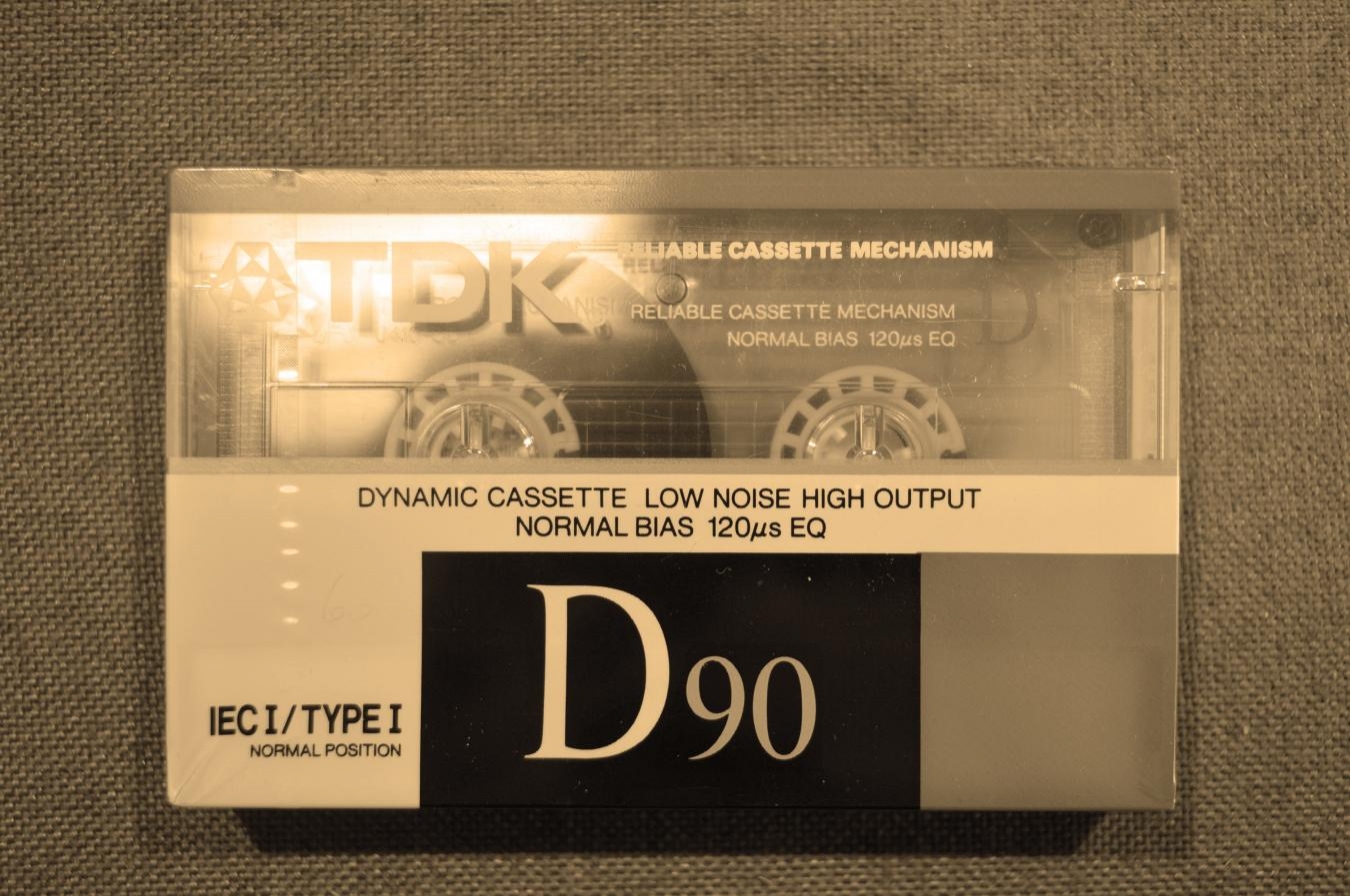 TDK
RELIABLE CASSETTE MECHANISM
RELIABLE CASSETTE MECHANISM
NORMAL BIAS 120µs EQ
D
DYNAMIC CASSETTE LOW NOISE HIGH OUTPUT
NORMAL BIAS 120µs EQ
D90
IEC I/TYPE I
NORMAL POSITION